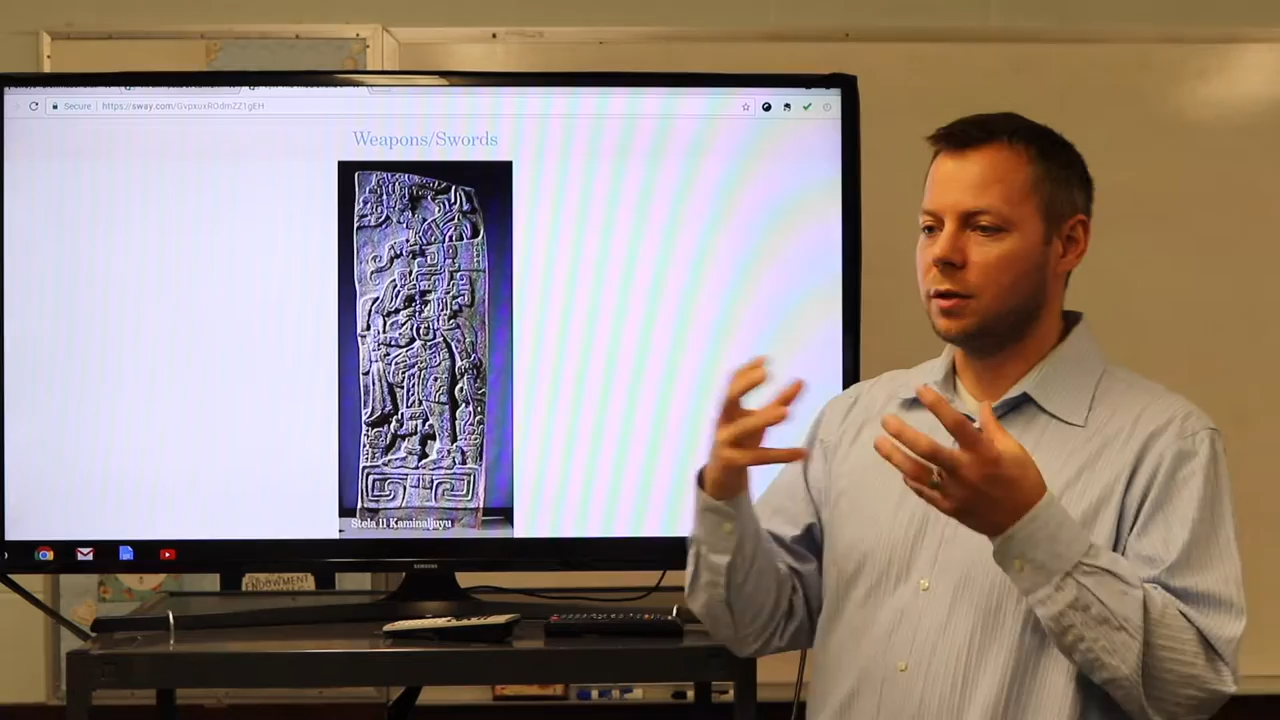 Secure
https://sway.com/GvpxuxROdmZZ1gEH
Weapons/Swords
Stela 11 Kaminaljuyu
SAMSUNG
ENDOWMENT